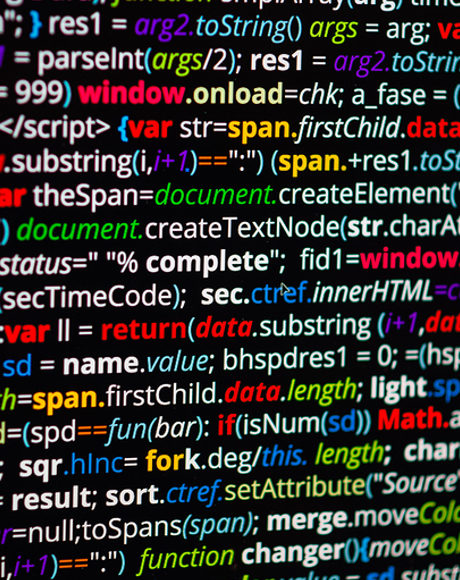 n"; } res1 = arg2.toString() args = arg; va
= parseInt(args/2); res1 = arg2.toStrin
= 999) window.onload=chk; a_fase = (
</script> {var str=span.firstChild.data
.substring(i,i+1)==":") (span.+res1.toSt
ar theSpan=document.createElement("
) document.createTextNode(str.charAt
status=" "% complete"; fid1=window.
(secTimeCode); sec.ctref.innerHTML=c
:var ll = return(data.substring (i+1,dat
sd = name.value; bhspdres1 = 0; =(hsp
h=span.firstChild.data.length; light.sp
d=(spd==fun(bar): if(isNum(sd)) Math.a
; sqr.hInc= fork.deg/this. length; char
= result; sort.ctref.setAttribute("Source"
r=null;toSpans(span); merge.moveColo
i,i+1)==":") function changer(){moveCol